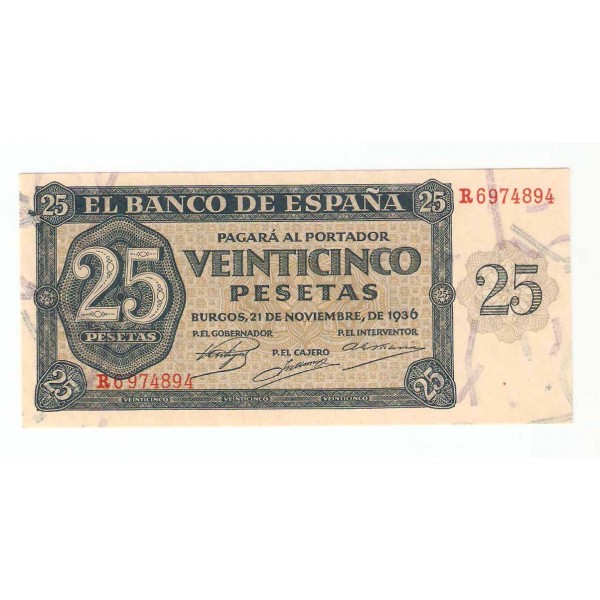 25 EL BANCO DE ESPAÑA 25 R6974894
PAGARÁ AL PORTADOR
25 VEINTICINCO 25
PESETAS
BURGOS, 21 DE NOVIEMBRE, DE 1936
PESETAS P.EL GOBERNADOR P.EL INTERVENTOR
P.EL CAJERO
25 R6974894
VEINTICINCO VEINTICINCO VEINTICINCO